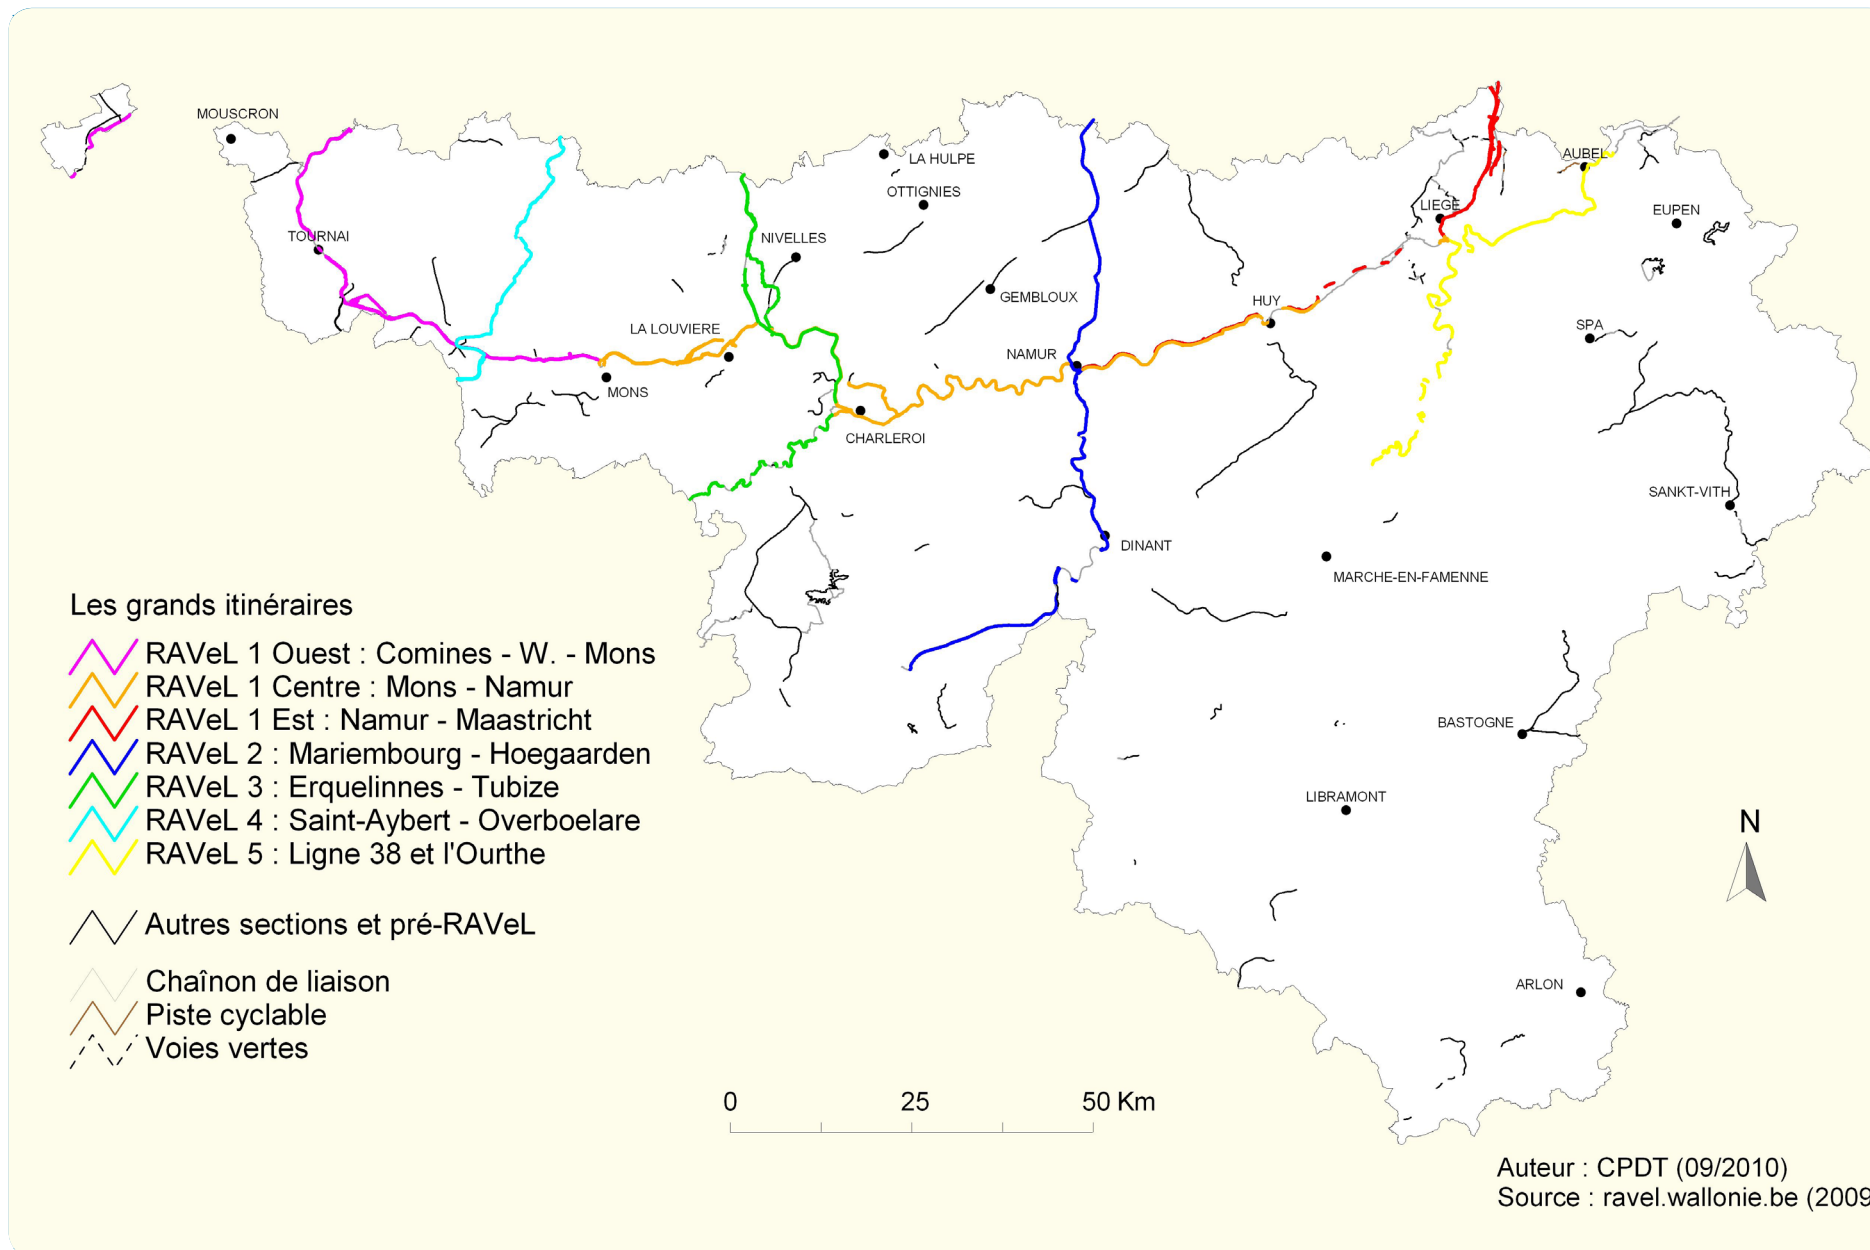 MOUSCRON
LA HULPE
AUBEL
OTTIGNIES
LIEGE
EUPEN
TOURNAI
NIVELLES
GEMBLOUX
HUY
LA LOUVIERE
SPA
NAMUR
MONS
CHARLEROI
SANKT-VITH
DINANT
MARCHE-EN-FAMENNE
BASTOGNE
LIBRAMONT
ARLON
Les grands itinéraires
RAVeL 1 Ouest : Comines - W. - Mons
RAVeL 1 Centre : Mons - Namur
RAVeL 1 Est : Namur - Maastricht
RAVeL 2 : Mariembourg - Hoegaarden
RAVeL 3 : Erquelinnes - Tubize
RAVeL 4 : Saint-Aybert - Overboelare
RAVeL 5 : Ligne 38 et l'Ourthe
Autres sections et pré-RAVeL
Chaînon de liaison
Piste cyclable
Voies vertes
N
0 25 50 Km
Auteur : CPDT (09/2010)
Source : ravel.wallonie.be (2009